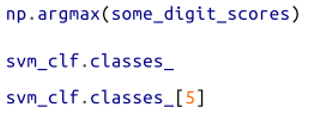 np.argmax(some_digit_scores)
svm_clf.classes_
svm_clf.classes_[5]